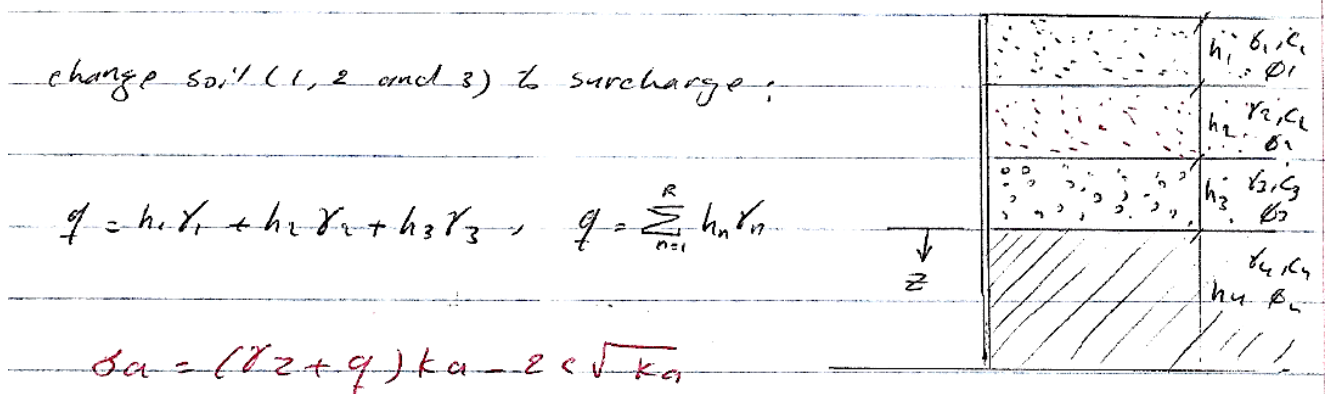 change soil (1, 2 and 3) to surcharge:
q = h₁γ₁ + h₂γ₂ + h₃γ₃ , q = Σ hₙγₙ
R
n=1
σa = (γz + q) ka - 2c√ka
h₁ γ₁, c₁
φ₁
h₂ γ₂, c₂
φ₂
h₃ γ₃, c₃
φ₃
z
γ₄, c₄
h₄ φ₄